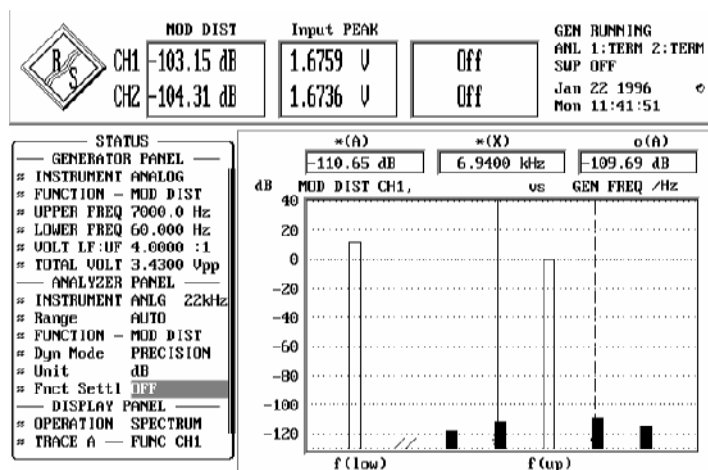 R
S
MOD DIST
Input PEAK
CH1 -103.15 dB
1.6759 V
Off
CH2 -104.31 dB
1.6736 V
Off
GEN RUNNING
ANL 1:TERM 2:TERM
SWP OFF
Jan 22 1996
Mon 11:41:51
STATUS
GENERATOR PANEL
INSTRUMENT ANALOG
FUNCTION - MOD DIST
UPPER FREQ 7000.0 Hz
LOWER FREQ 60.000 Hz
VOLT LF:UF 4.0000 :1
TOTAL VOLT 3.4300 Vpp
ANALYZER PANEL
INSTRUMENT ANLG 22kHz
Range AUTO
FUNCTION - MOD DIST
Dyn Mode PRECISION
Unit dB
Fnct Settl OFF
DISPLAY PANEL
OPERATION SPECTRUM
TRACE A — FUNC CH1
*(A)
*(X)
o(A)
-110.65 dB
6.9400 kHz
-109.69 dB
dB
MOD DIST CH1, vs GEN FREQ /Hz
40
20
0
-20
-40
-60
-80
-100
-120
f(low)
f(up)